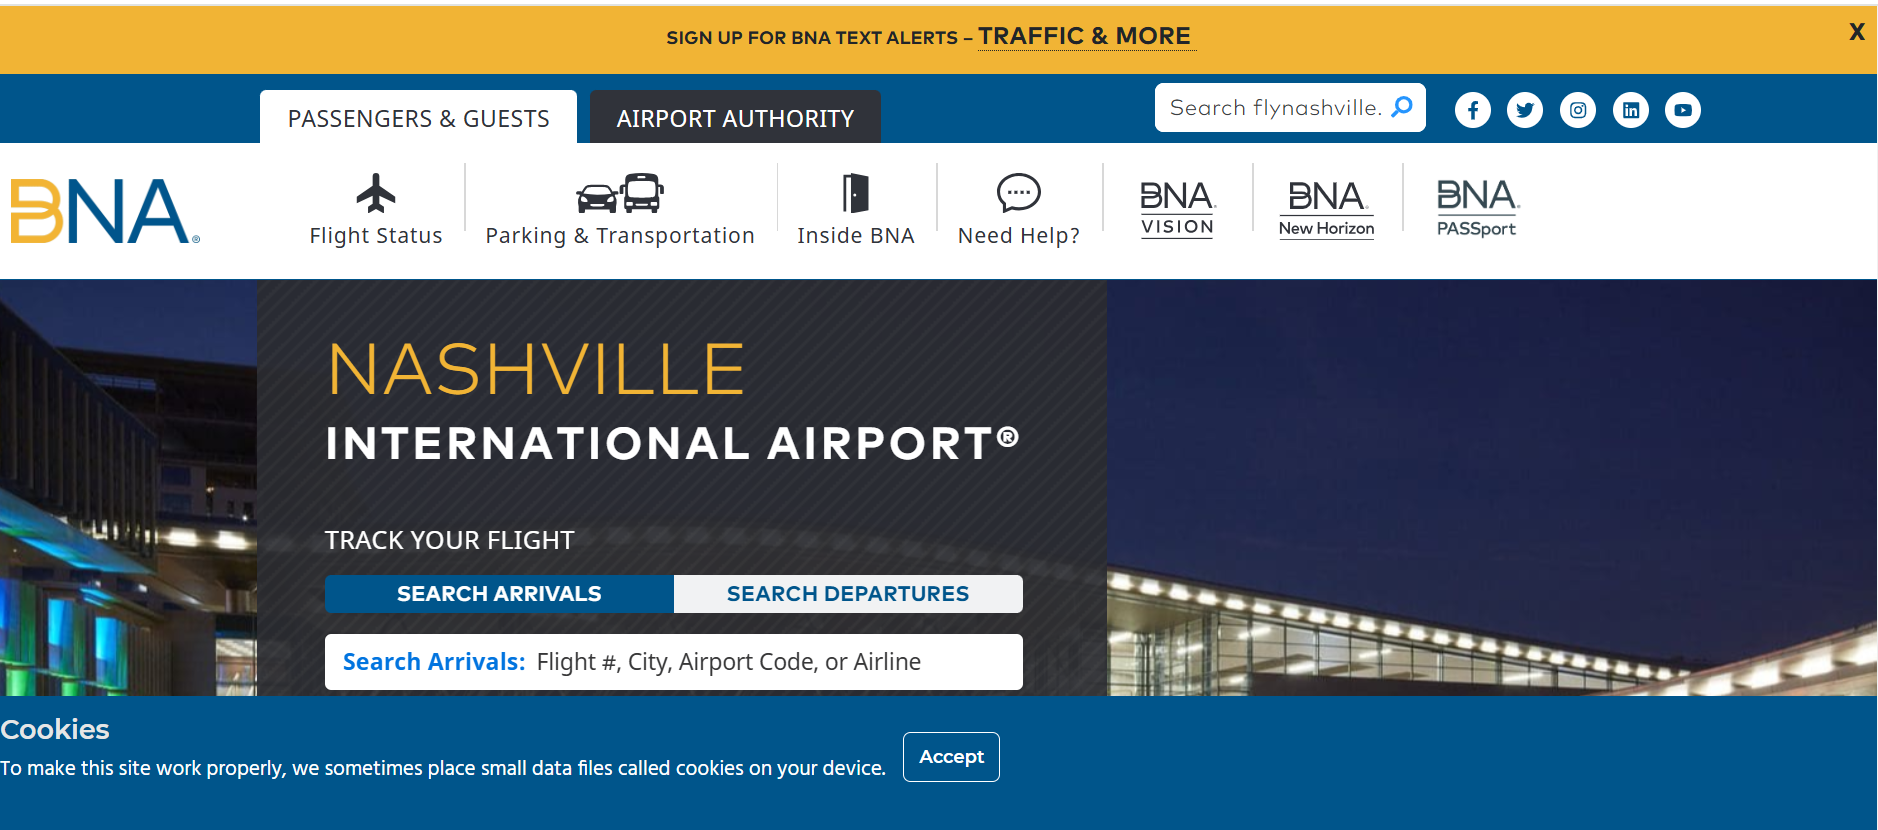 SIGN UP FOR BNA TEXT ALERTS – TRAFFIC & MORE
X
PASSENGERS & GUESTS
AIRPORT AUTHORITY
Search flynashville.
BNA®
Flight Status
Parking & Transportation
Inside BNA
Need Help?
BNA
VISION
BNA
New Horizon
BNA
PASSport
NASHVILLE
INTERNATIONAL AIRPORT®
TRACK YOUR FLIGHT
SEARCH ARRIVALS
SEARCH DEPARTURES
Search Arrivals: Flight #, City, Airport Code, or Airline
Cookies
To make this site work properly, we sometimes place small data files called cookies on your device.
Accept